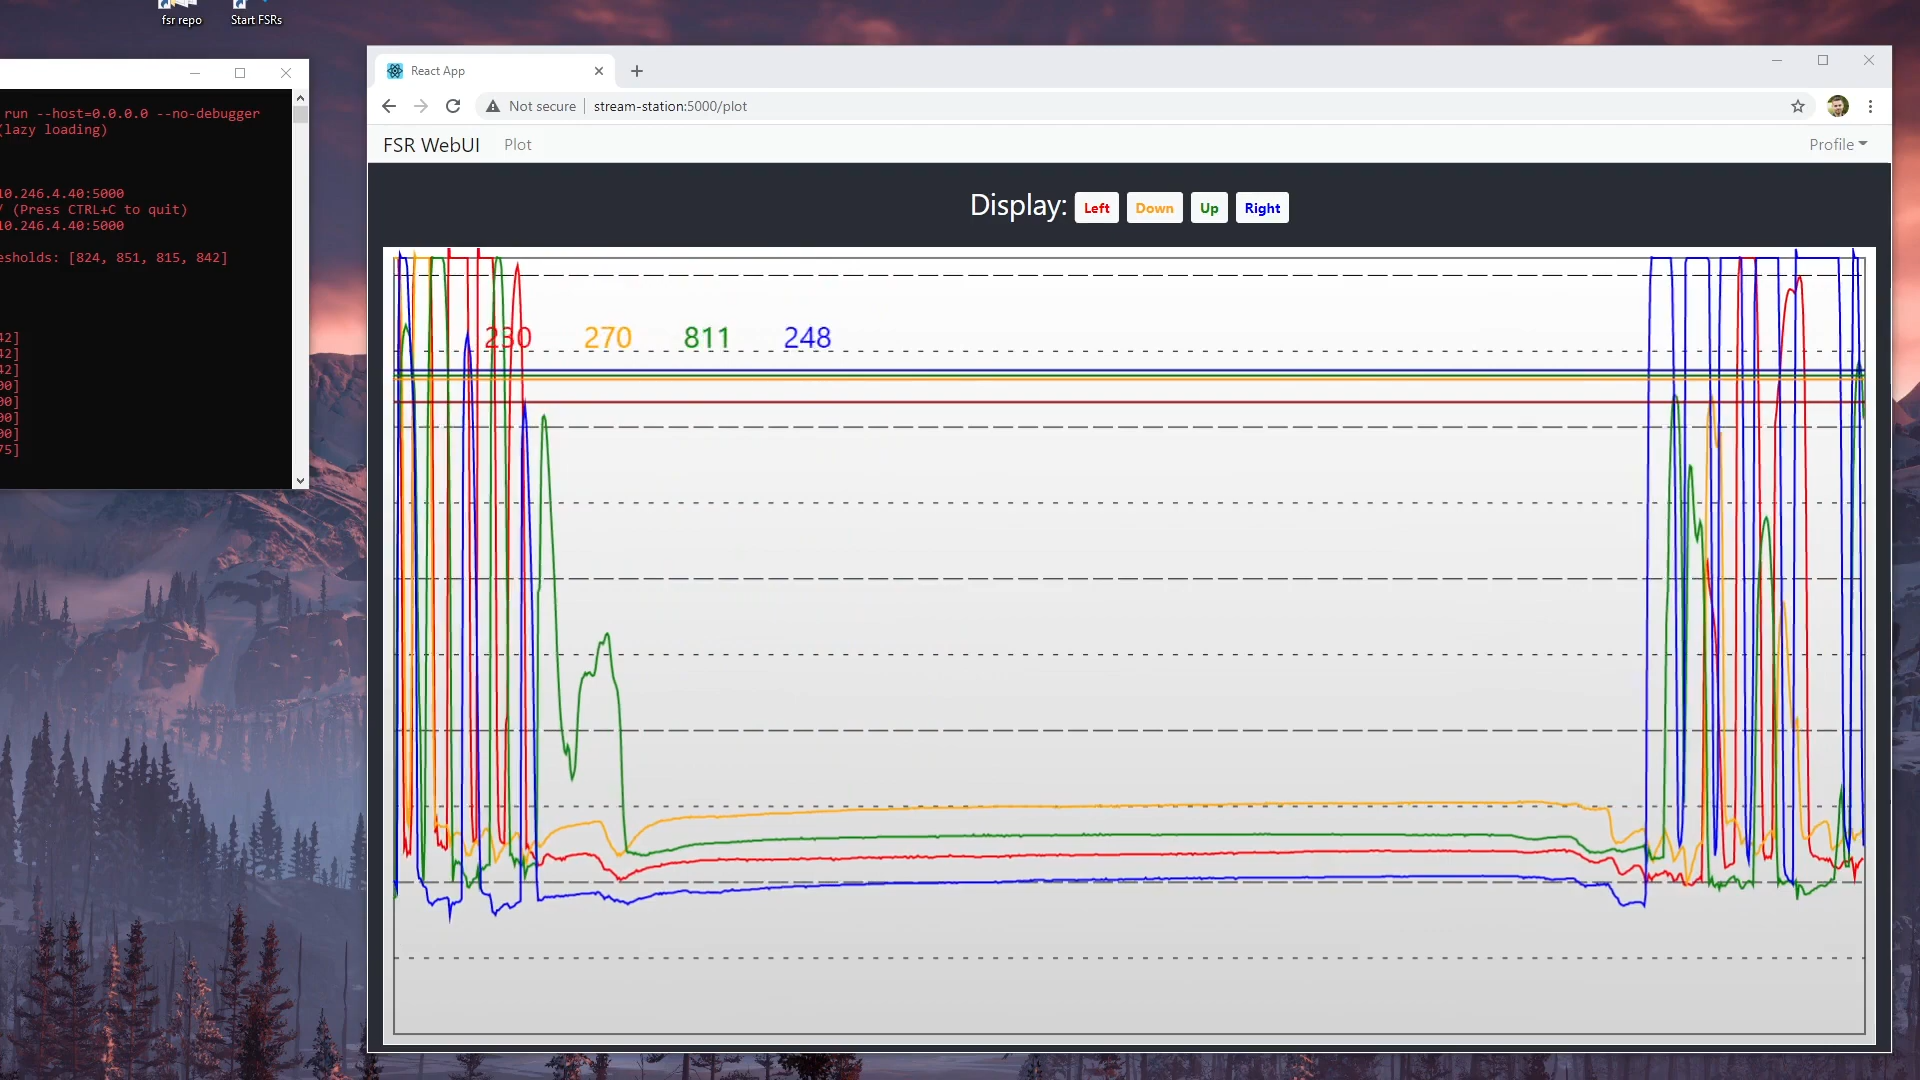 fsr repo
Start FSRs
run --host=0.0.0.0 --no-debugger
(lazy loading)
10.246.4.40:5000
/ (Press CTRL+C to quit)
10.246.4.40:5000
esholds: [824, 851, 815, 842]
42]
42]
42]
00]
00]
00]
00]
75]
React App
Not secure
stream-station:5000/plot
FSR WebUI
Plot
Profile
Display: Left Down Up Right
230 270 811 248